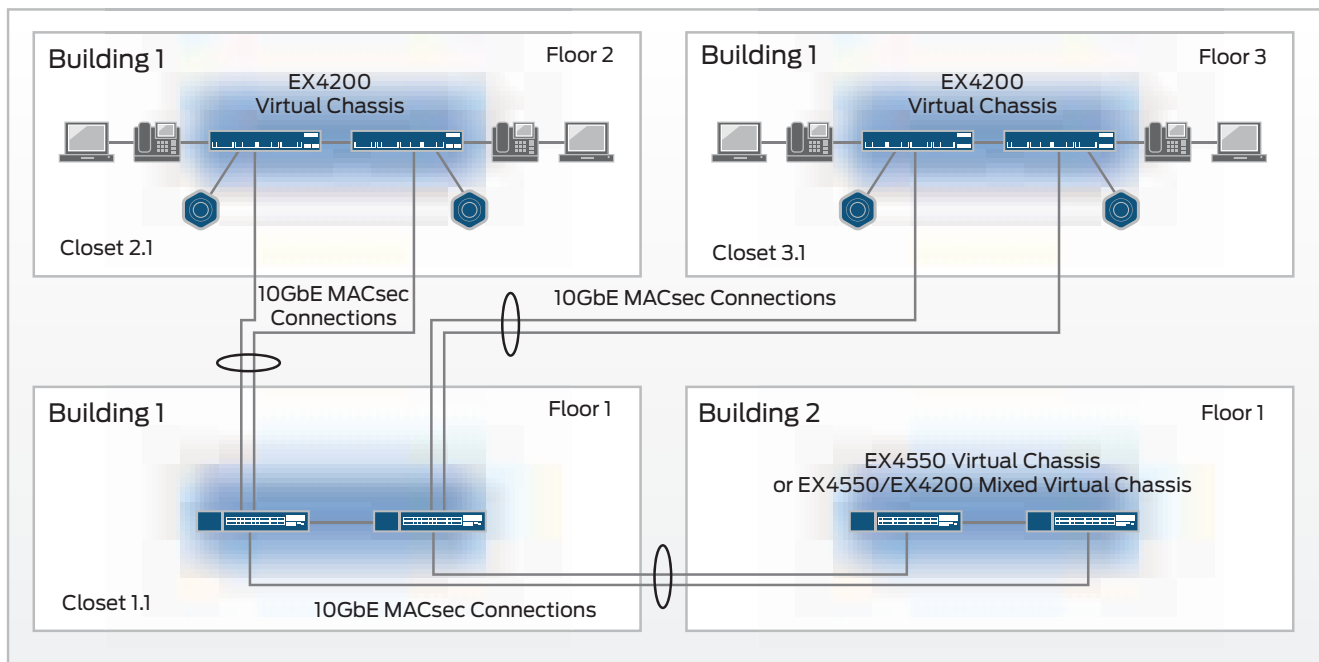 Building 1
Floor 2
EX4200
Virtual Chassis
Closet 2.1
Building 1
Floor 3
EX4200
Virtual Chassis
Closet 3.1
10GbE MACsec
Connections
10GbE MACsec Connections
Building 1
Floor 1
Closet 1.1
10GbE MACsec Connections
Building 2
Floor 1
EX4550 Virtual Chassis
or EX4550/EX4200 Mixed Virtual Chassis